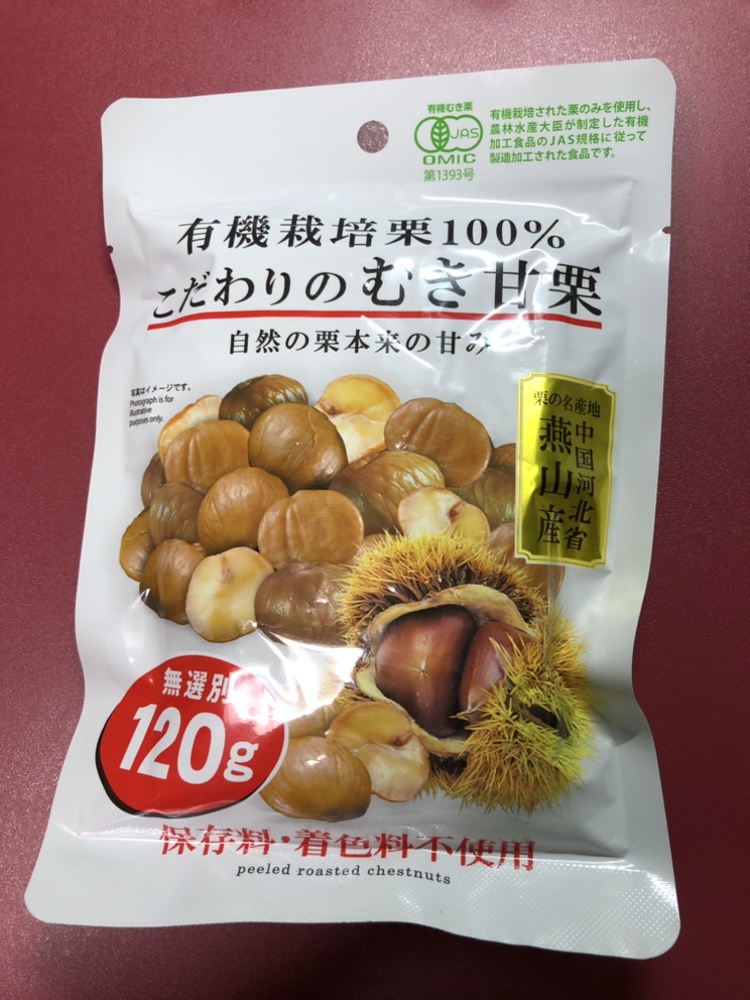 有機むき栗
JAS
OMIC
第1393号
有機栽培された栗のみを使用し、
農林水産大臣が制定した有機
加工食品のJAS規格に従って
製造加工された食品です。
有機栽培栗100%
こだわりのむき甘栗
自然の栗本来の甘み
写真はイメージです。
Photograph is for
illustrative
purposes only.
栗の名産地
中国河北省
燕山産
無選別
120g
保存料・着色料不使用
peeled roasted chestnuts